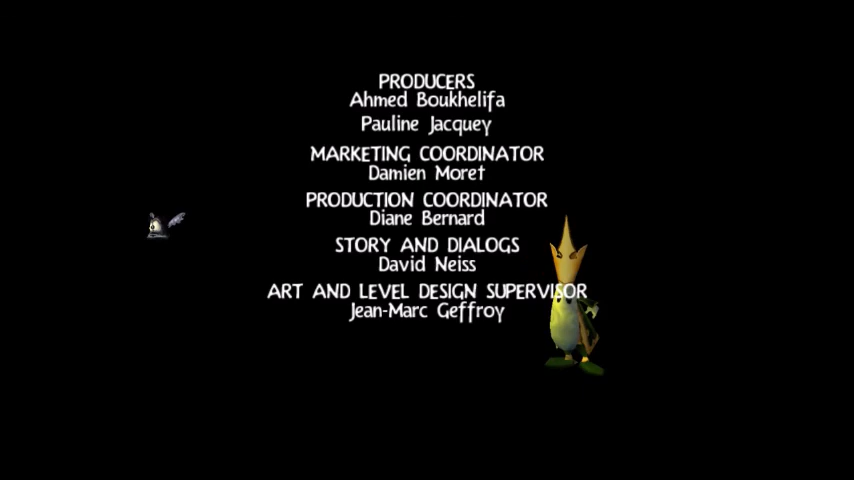 PRODUCERS
Ahmed Boukhelifa
Pauline Jacquey
MARKETING COORDINATOR
Damien Moret
PRODUCTION COORDINATOR
Diane Bernard
STORY AND DIALOGS
David Neiss
ART AND LEVEL DESIGN SUPERVISOR
Jean-Marc Geffroy